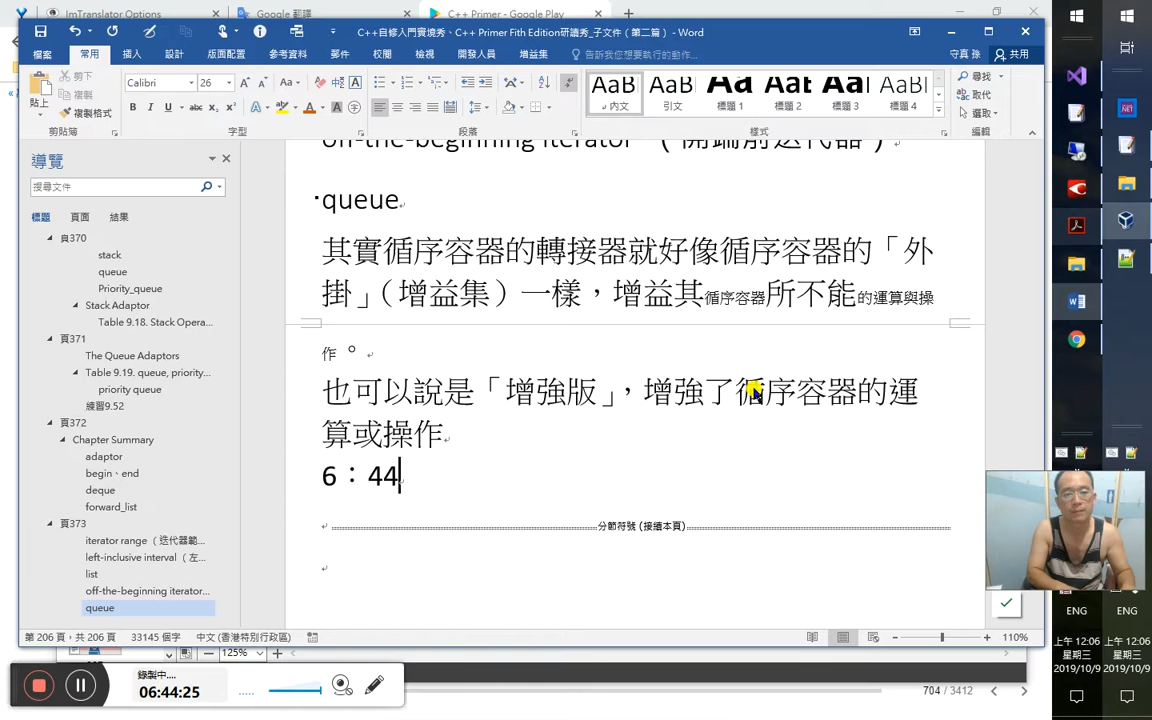 ImTranslator Options
Google 翻譯
C++ Primer - Google Play
C++自修入門實境秀、C++ Primer Fith Edition研讀秀_子文件（第二篇） - Word
檔案
常用
插入
設計
版面配置
參考資料
郵件
校閱
檢視
開發人員
增益集
告訴我您想要執行的動作...
守真 孫
共用
貼上
剪下
複製
複製格式
剪貼簿
Calibri
26
字型
段落
AaB
內文
AaB
引文
AaB
標題 1
Aat
標題 2
Aal
標題 3
AaBl
標題 4
樣式
尋找
取代
選取
編輯
導覽
搜尋文件
標題
頁面
結果
頁370
stack
queue
Priority_queue
Stack Adaptor
Table 9.18. Stack Opera...
頁371
The Queue Adaptors
Table 9.19. queue, priority...
priority queue
練習9.52
頁372
Chapter Summary
adaptor
begin、end
deque
forward_list
頁373
iterator range（迭代器範...
left-inclusive interval（左...
list
off-the-beginning iterator...
queue
off-the-beginning iterator （開端前迭代器）
queue
其實循序容器的轉接器就好像循序容器的「外
掛」（增益集）一樣，增益其循序容器所不能的運算與操
作。
也可以說是「增強版」，增強了循序容器的運
算或操作
6：44
分節符號 (接續本頁)
第 206 頁，共 206 頁
33145 個字
中文 (香港特別行政區)
110%
125%
704 / 3412
錄製中....
06:44:25
ENG
上午 12:06
星期三
2019/10/9
ENG
上午 12:06
星期三
2019/10/9